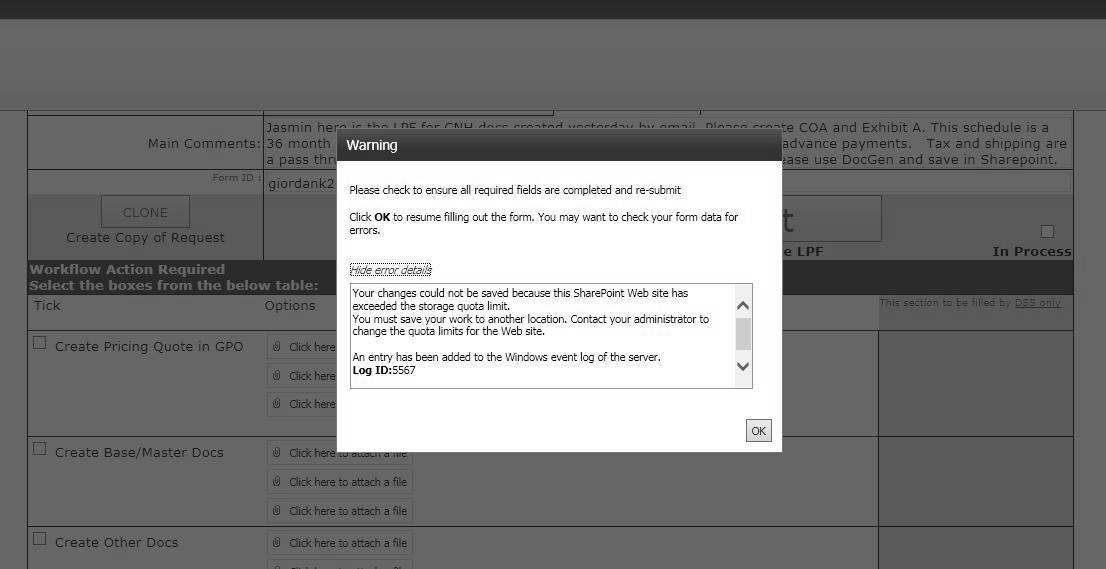 Jasmin here is the LPF for CNH docs created yesterday by email. Please create COA and Exhibit A. This schedule is a
Main Comments: 36 month advance payments. Tax and shipping are
a pass thru ease use DocGen and save in Sharepoint.
Warning
Form ID : giordank2
Please check to ensure all required fields are completed and re-submit
CLONE
Click OK to resume filling out the form. You may want to check your form data for
errors.
Create Copy of Request
e LPF
In Process
Workflow Action Required
Select the boxes from the below table:
Hide error details
Your changes could not be saved because this SharePoint Web site has
exceeded the storage quota limit.
You must save your work to another location. Contact your administrator to
change the quota limits for the Web site.
An entry has been added to the Windows event log of the server.
Log ID:5567
OK
Tick Options This section to be filled by DSS only
Create Pricing Quote in GPO Click here
Click here
Click here
Create Base/Master Docs Click here to attach a file
Click here to attach a file
Click here to attach a file
Create Other Docs Click here to attach a file